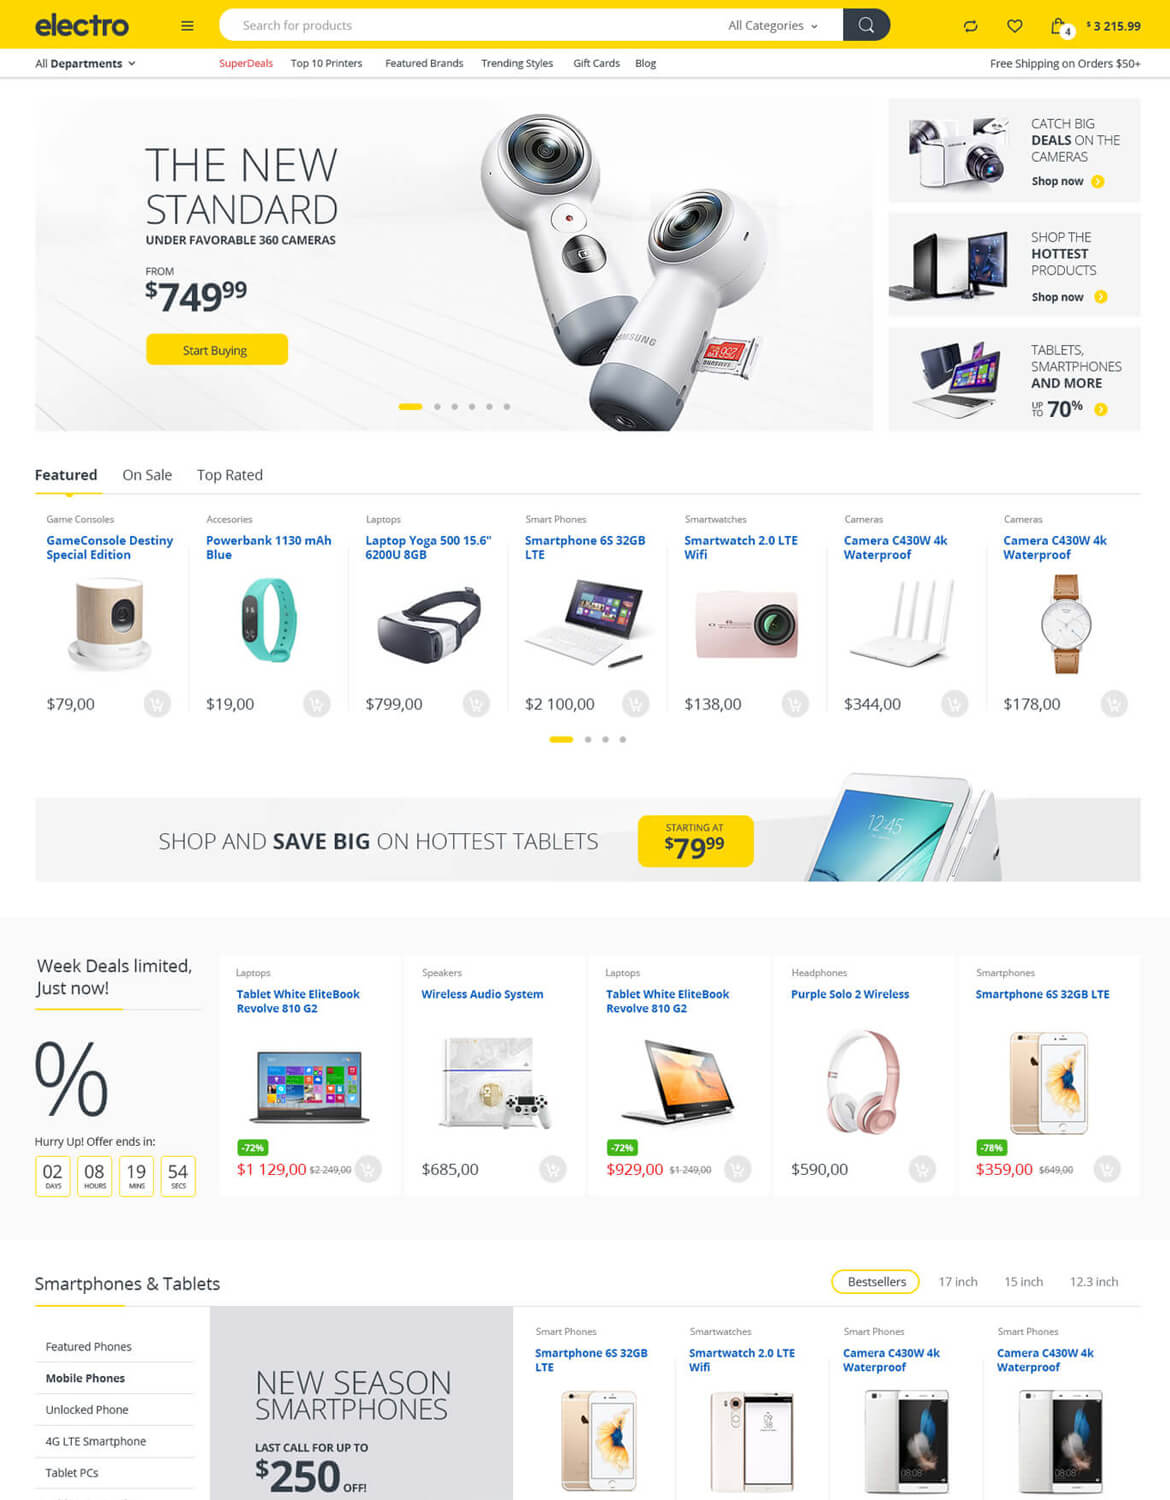 electro
Search for products
All Categories
4
$ 3 215.99
All Departments
SuperDeals
Top 10 Printers
Featured Brands
Trending Styles
Gift Cards
Blog
Free Shipping on Orders $50+
THE NEW
STANDARD
UNDER FAVORABLE 360 CAMERAS
FROM
$749 99
Start Buying
SAMSUNG
CATCH BIG
DEALS ON THE
CAMERAS
Shop now
SHOP THE
HOTTEST
PRODUCTS
Shop now
TABLETS,
SMARTPHONES
AND MORE
UP TO 70%
Featured
On Sale
Top Rated
Game Consoles
GameConsole Destiny
Special Edition
$79,00
Accesories
Powerbank 1130 mAh
Blue
$19,00
Laptops
Laptop Yoga 500 15.6"
6200U 8GB
$799,00
Smart Phones
Smartphone 6S 32GB
LTE
$2 100,00
Smartwatches
Smartwatch 2.0 LTE
Wifi
$138,00
Cameras
Camera C430W 4k
Waterproof
$344,00
Cameras
Camera C430W 4k
Waterproof
$178,00
SHOP AND SAVE BIG ON HOTTEST TABLETS
STARTING AT
$79 99
12:45
Week Deals limited,
Just now!
%
Hurry Up! Offer ends in:
02 08 19 54
DAYS HOURS MINS SECS
Laptops
Tablet White EliteBook
Revolve 810 G2
-72%
$1 129,00 $2 249,00
Speakers
Wireless Audio System
$685,00
Laptops
Tablet White EliteBook
Revolve 810 G2
-72%
$929,00 $1 249,00
Headphones
Purple Solo 2 Wireless
$590,00
Smartphones
Smartphone 6S 32GB LTE
-78%
$359,00 $649,00
Smartphones & Tablets
Bestsellers
17 inch
15 inch
12.3 inch
Featured Phones
Mobile Phones
Unlocked Phone
4G LTE Smartphone
Tablet PCs
NEW SEASON
SMARTPHONES
LAST CALL FOR UP TO
$250 OFF!
Smart Phones
Smartphone 6S 32GB
LTE
Smartwatches
Smartwatch 2.0 LTE
Wifi
Smart Phones
Camera C430W 4k
Waterproof
08:08
Smart Phones
Camera C430W 4k
Waterproof
08:08